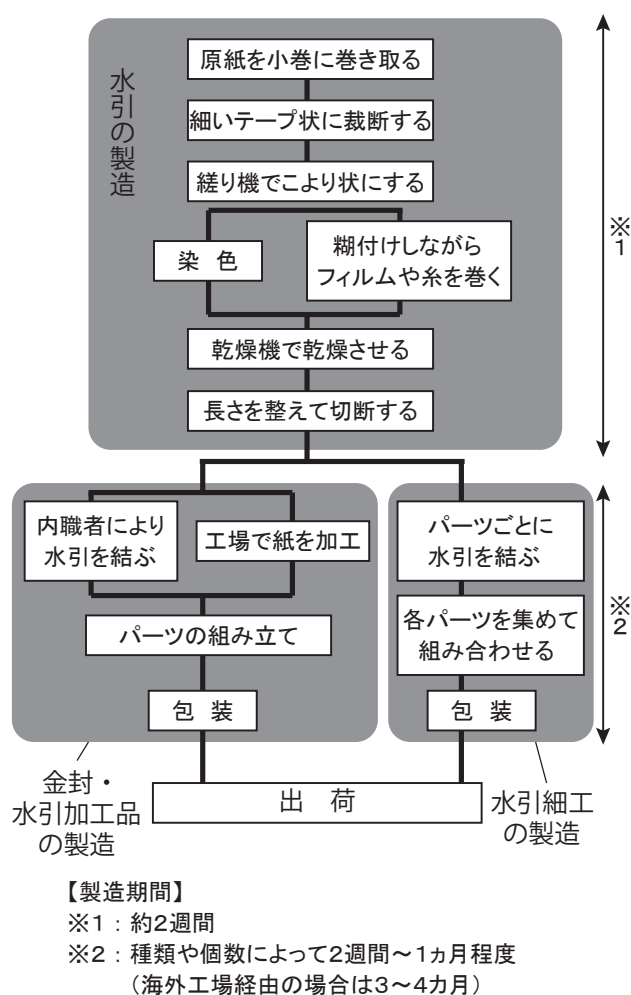 水引の製造
原紙を小巻に巻き取る
細いテープ状に裁断する
縒り機でこより状にする
染 色
糊付けしながら
フィルムや糸を巻く
乾燥機で乾燥させる
長さを整えて切断する
※1
内職者により
水引を結ぶ
工場で紙を加工
パーツの組み立て
包 装
パーツごとに
水引を結ぶ
各パーツを集めて
組み合わせる
包 装
※2
金封・
水引加工品
の製造
出 荷
水引細工
の製造
【製造期間】
※1：約2週間
※2：種類や個数によって2週間～1ヵ月程度
（海外工場経由の場合は3～4カ月）